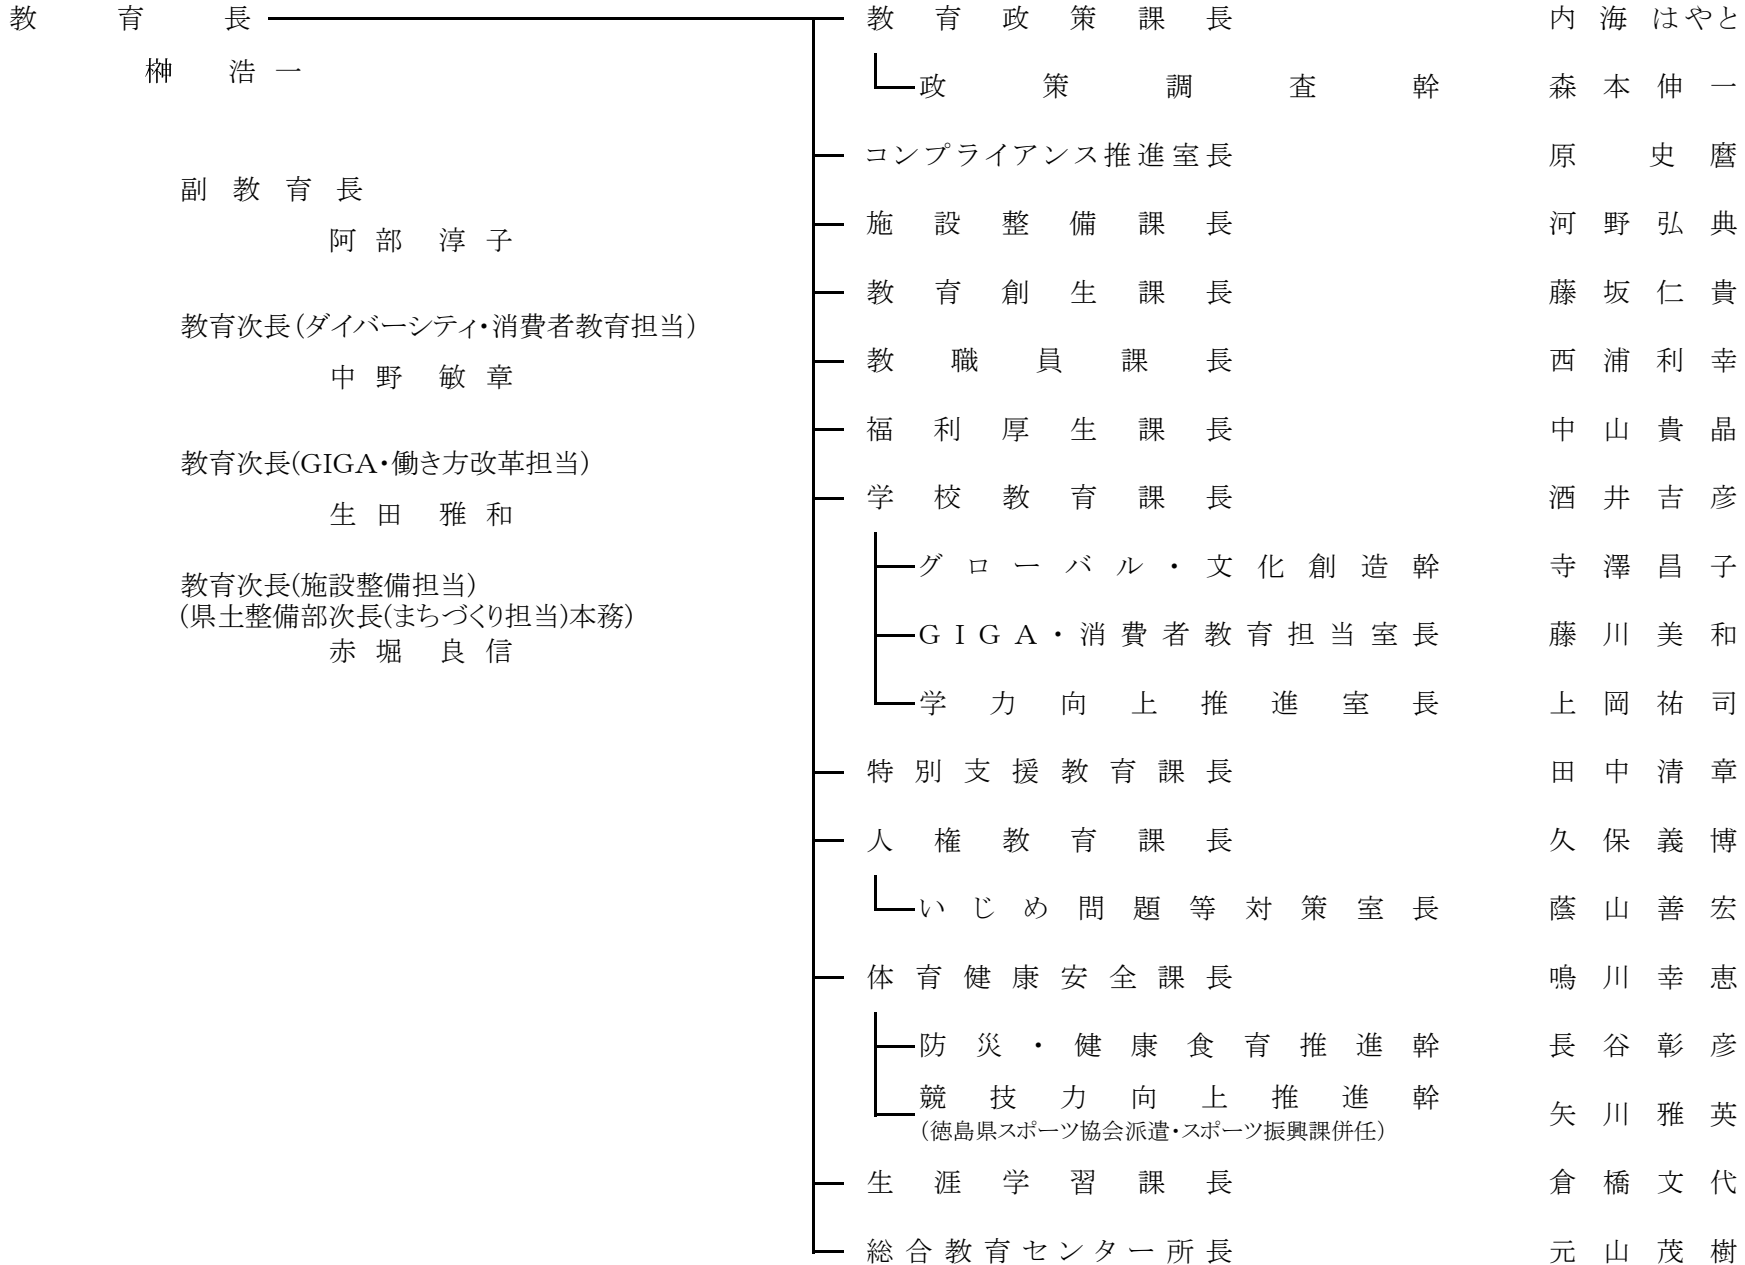 教育長
榊 浩一
副教育長
阿部 淳子
教育次長(ダイバーシティ・消費者教育担当)
中野 敏章
教育次長(GIGA・働き方改革担当)
生田 雅和
教育次長(施設整備担当)
(県土整備部次長(まちづくり担当)本務)
赤堀 良信
教育政策課長 内海はやと
政策調査幹 森本伸一
コンプライアンス推進室長 原史麿
施設整備課長 河野弘典
教育創生課長 藤坂仁貴
教職員課長 西浦利幸
福利厚生課長 中山貴晶
学校教育課長 酒井吉彦
グローバル・文化創造幹 寺澤昌子
GIGA・消費者教育担当室長 藤川美和
学力向上推進室長 上岡祐司
特別支援教育課長 田中清章
人権教育課長 久保義博
いじめ問題等対策室長 蔭山善宏
体育健康安全課長 鳴川幸恵
防災・健康食育推進幹 長谷彰彦
競技力向上推進幹 矢川雅英
(徳島県スポーツ協会派遣・スポーツ振興課併任)
生涯学習課長 倉橋文代
総合教育センター所長 元山茂樹